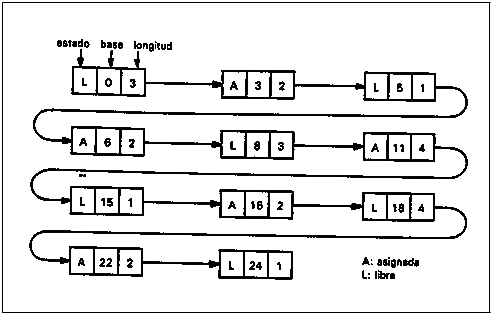 estado base longitud
L 0 3 A 3 2 L 5 1
A 6 2 L 8 3 A 11 4
L 15 1 A 16 2 L 18 4
A 22 2 L 24 1
A: asignada
L: libre